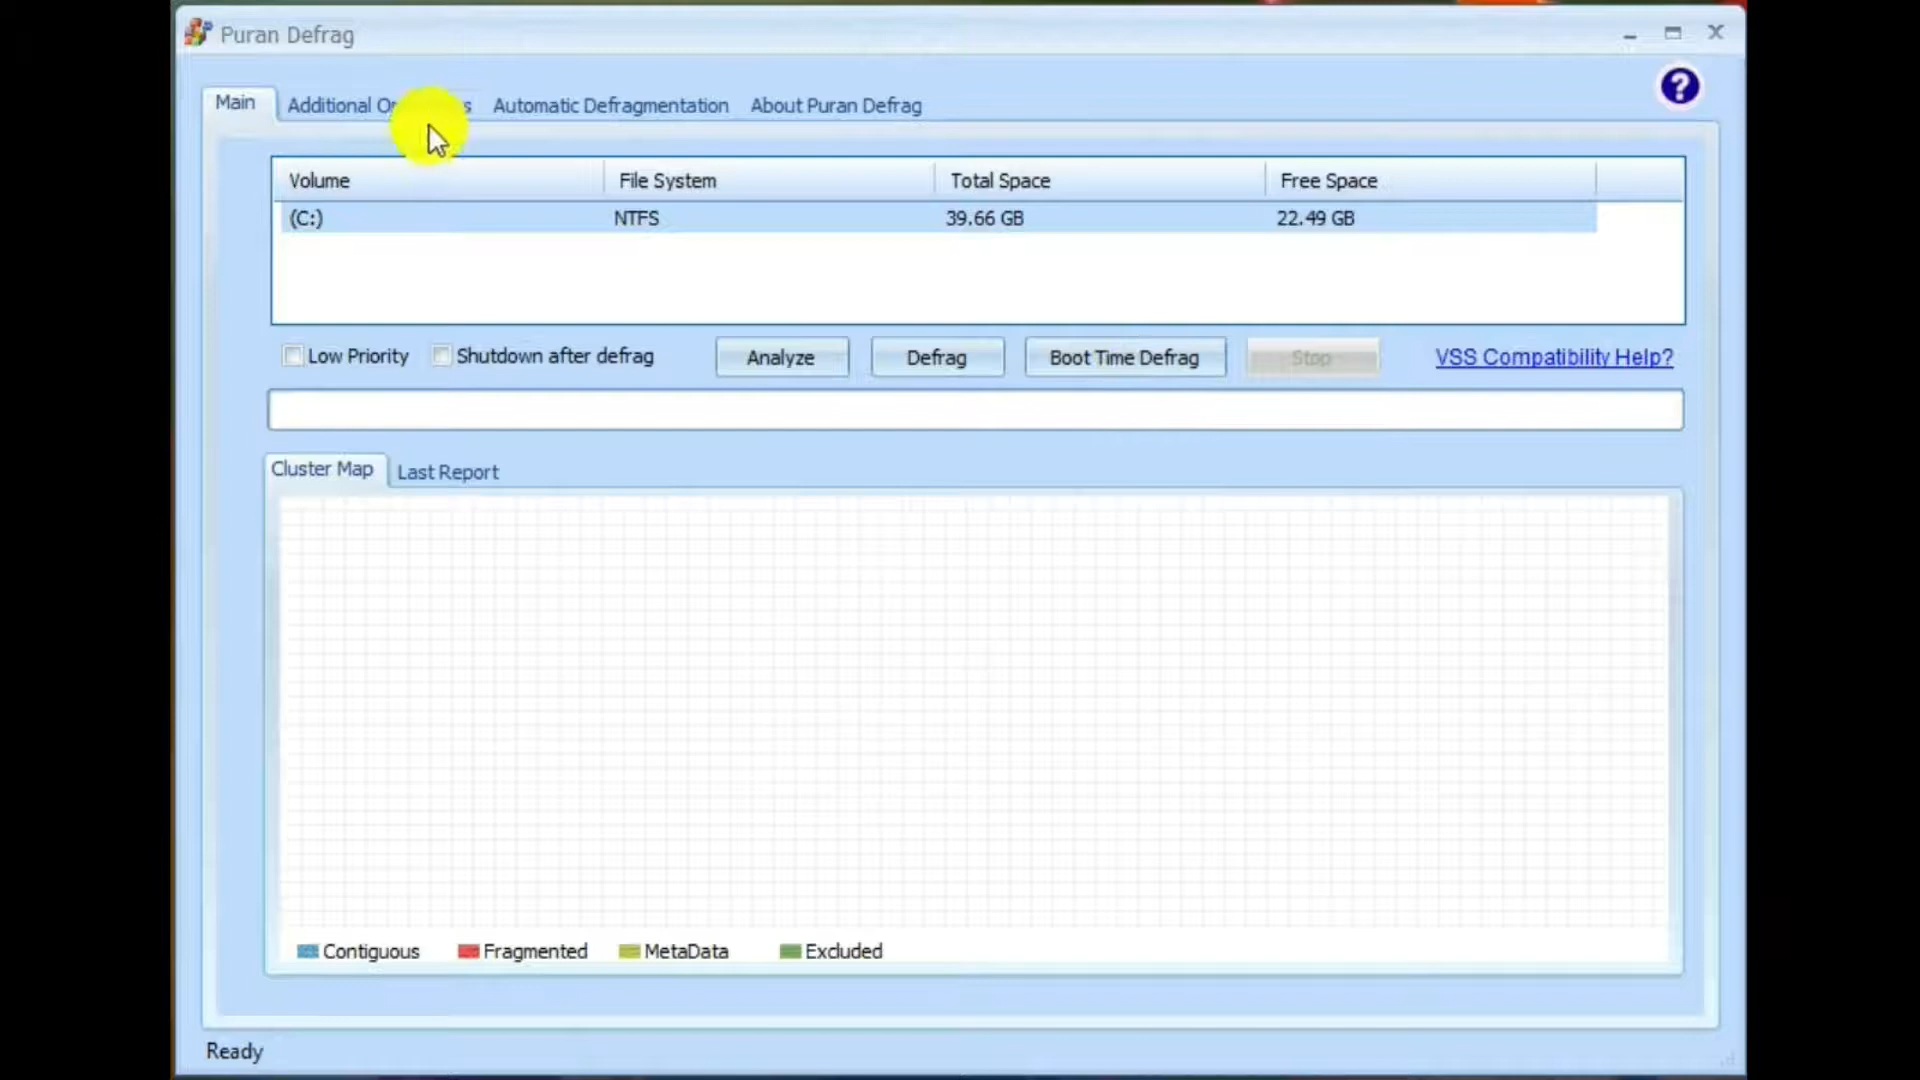 Puran Defrag
Main Additional Op s Automatic Defragmentation About Puran Defrag
Volume File System Total Space Free Space
(C:) NTFS 39.66 GB 22.49 GB
Low Priority Shutdown after defrag Analyze Defrag Boot Time Defrag Stop VSS Compatibility Help?
Cluster Map Last Report
Contiguous Fragmented MetaData Excluded
Ready